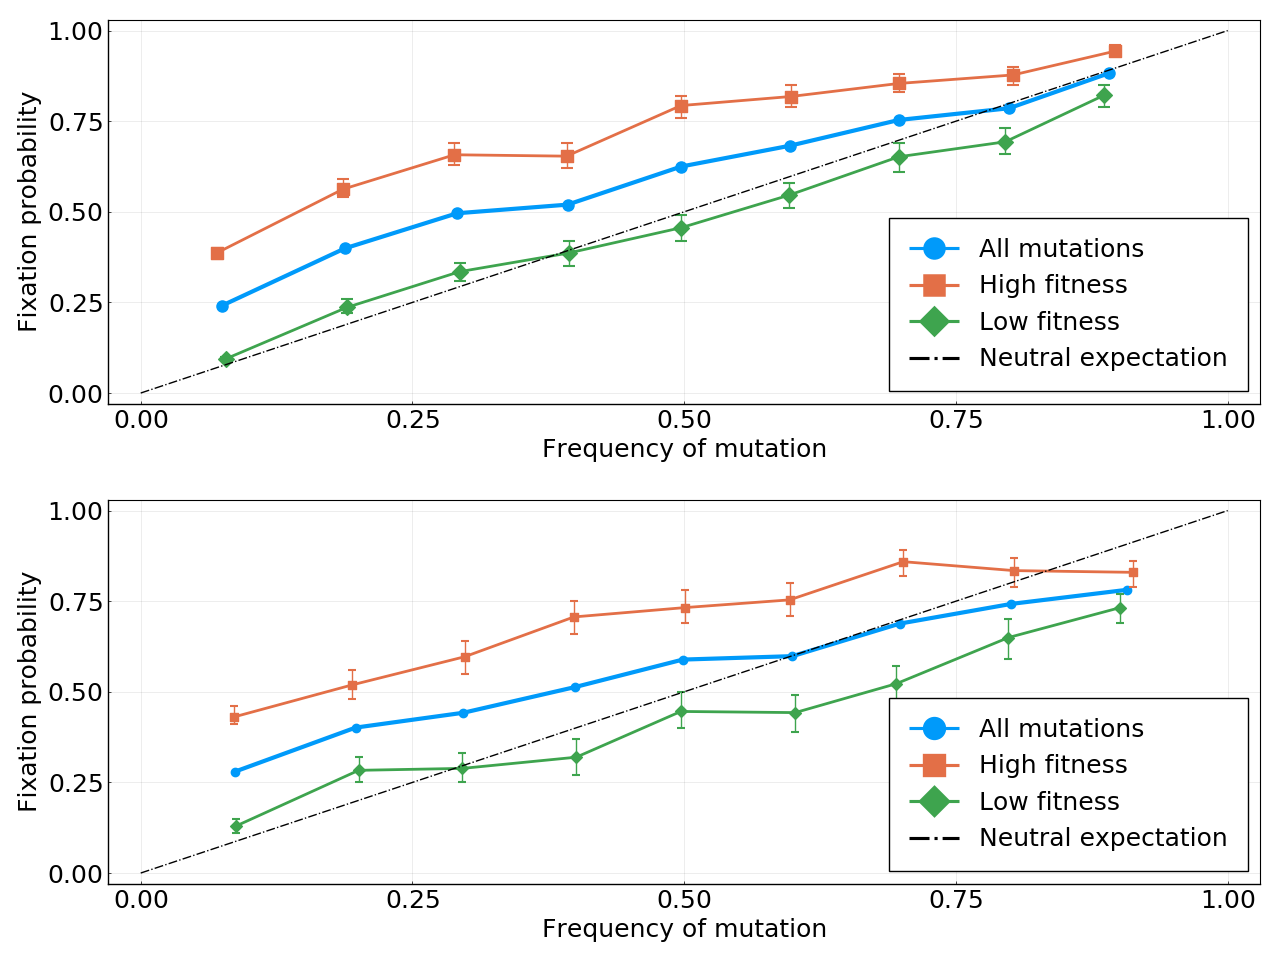 1.00
0.75
0.50
0.25
0.00
Fixation probability
All mutations
High fitness
Low fitness
Neutral expectation
0.00 0.25 0.50 0.75 1.00
Frequency of mutation
1.00
0.75
0.50
0.25
0.00
Fixation probability
All mutations
High fitness
Low fitness
Neutral expectation
0.00 0.25 0.50 0.75 1.00
Frequency of mutation